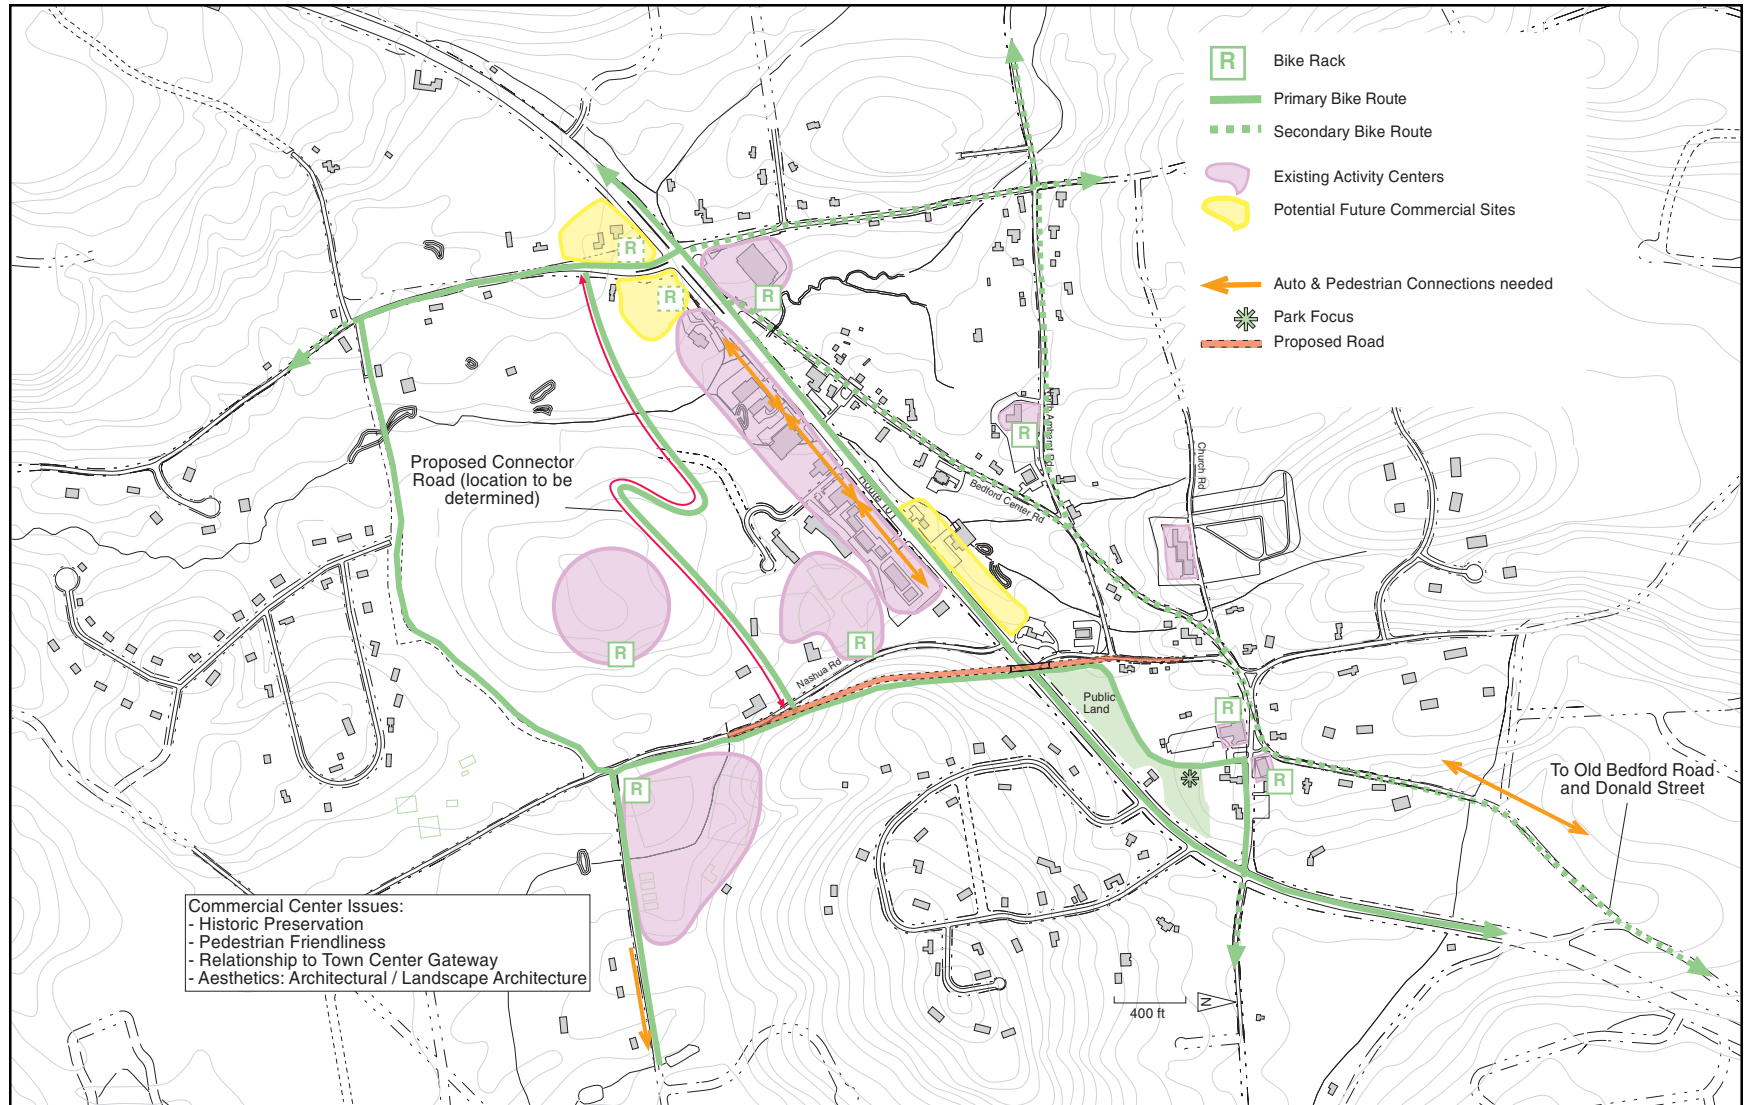 R
Bike Rack
Primary Bike Route
Secondary Bike Route
Existing Activity Centers
Potential Future Commercial Sites
Auto & Pedestrian Connections needed
Park Focus
Proposed Road
R
R
R
R
Proposed Connector
Road (location to be
determined)
Church Rd
Bedford Center Rd
R
R
Nashua Rd
Public
Land
R
R
R
To Old Bedford Road
and Donald Street
Commercial Center Issues:
- Historic Preservation
- Pedestrian Friendliness
- Relationship to Town Center Gateway
- Aesthetics: Architectural / Landscape Architecture
400 ft
N